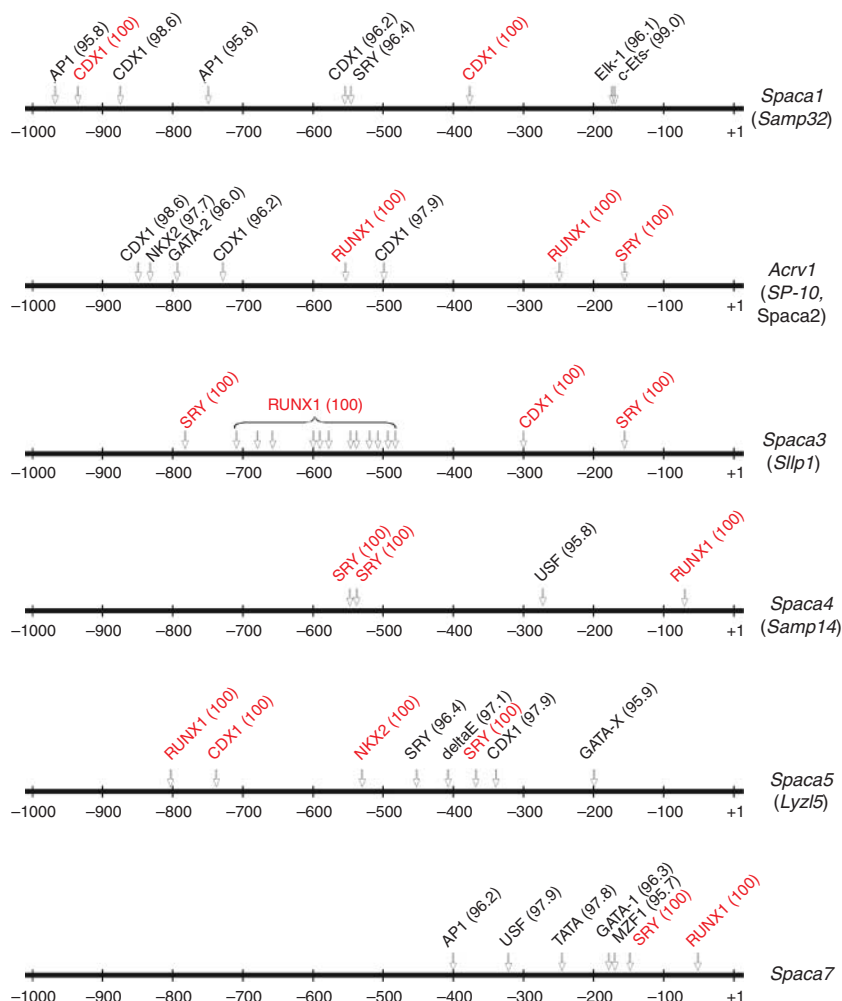 AP1 (95.8)
CDX1 (100)
CDX1 (98.6)
AP1 (95.8)
CDX1 (96.2)
SRY (96.4)
CDX1 (100)
Elk-1 (96.1)
c-Ets- (99.0)
−1000 −900 −800 −700 −600 −500 −400 −300 −200 −100 +1
Spaca1
(Samp32)
CDX1 (98.6)
NKX2 (97.7)
GATA-2 (96.0)
CDX1 (96.2)
RUNX1 (100)
CDX1 (97.9)
RUNX1 (100)
SRY (100)
−1000 −900 −800 −700 −600 −500 −400 −300 −200 −100 +1
Acrv1
(SP-10,
Spaca2)
SRY (100)
RUNX1 (100)
CDX1 (100)
SRY (100)
−1000 −900 −800 −700 −600 −500 −400 −300 −200 −100 +1
Spaca3
(Sllp1)
SRY (100)
SRY (100)
USF (95.8)
RUNX1 (100)
−1000 −900 −800 −700 −600 −500 −400 −300 −200 −100 +1
Spaca4
(Samp14)
RUNX1 (100)
CDX1 (100)
NKX2 (100)
SRY (96.4)
deltaE (97.1)
SRY (100)
CDX1 (97.9)
GATA-X (95.9)
−1000 −900 −800 −700 −600 −500 −400 −300 −200 −100 +1
Spaca5
(Lyzl5)
AP1 (96.2)
USF (97.9)
TATA (97.8)
GATA-1 (96.3)
MZF1 (95.7)
SRY (100)
RUNX1 (100)
−1000 −900 −800 −700 −600 −500 −400 −300 −200 −100 +1
Spaca7